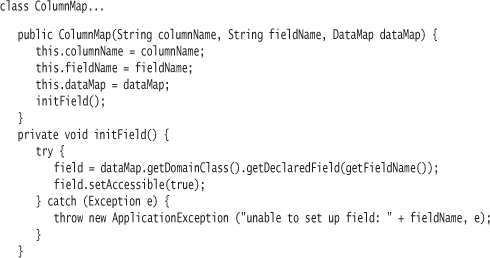 class ColumnMap...
public ColumnMap(String columnName, String fieldName, DataMap dataMap) {
this.columnName = columnName;
this.fieldName = fieldName;
this.dataMap = dataMap;
initField();
}
private void initField() {
try {
field = dataMap.getDomainClass().getDeclaredField(getFieldName());
field.setAccessible(true);
} catch (Exception e) {
throw new ApplicationException ("unable to set up field: " + fieldName, e);
}
}